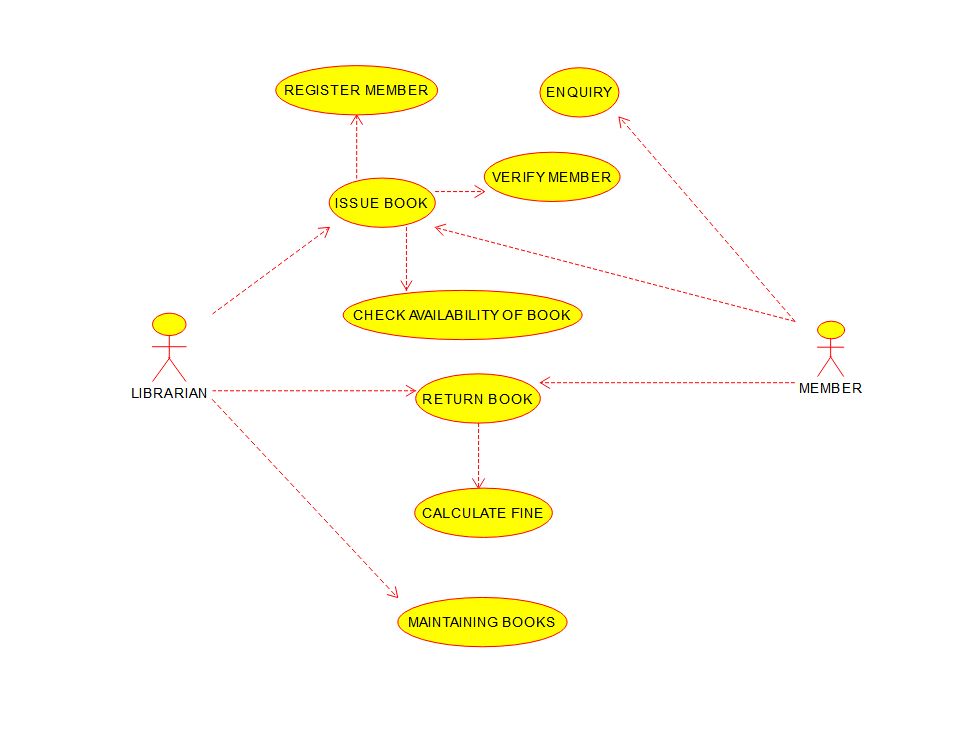 REGISTER MEMBER
ENQUIRY
VERIFY MEMBER
ISSUE BOOK
CHECK AVAILABILITY OF BOOK
LIBRARIAN
MEMBER
RETURN BOOK
CALCULATE FINE
MAINTAINING BOOKS